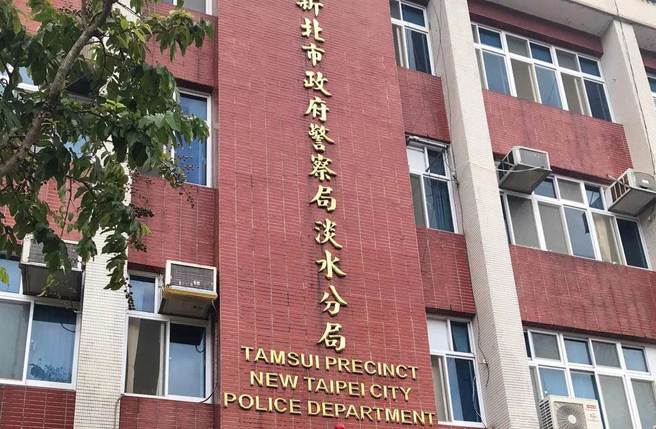 新北市政府警察局淡水分局
TAMSUI PRECINCT
NEW TAIPEI CITY
POLICE DEPARTMENT